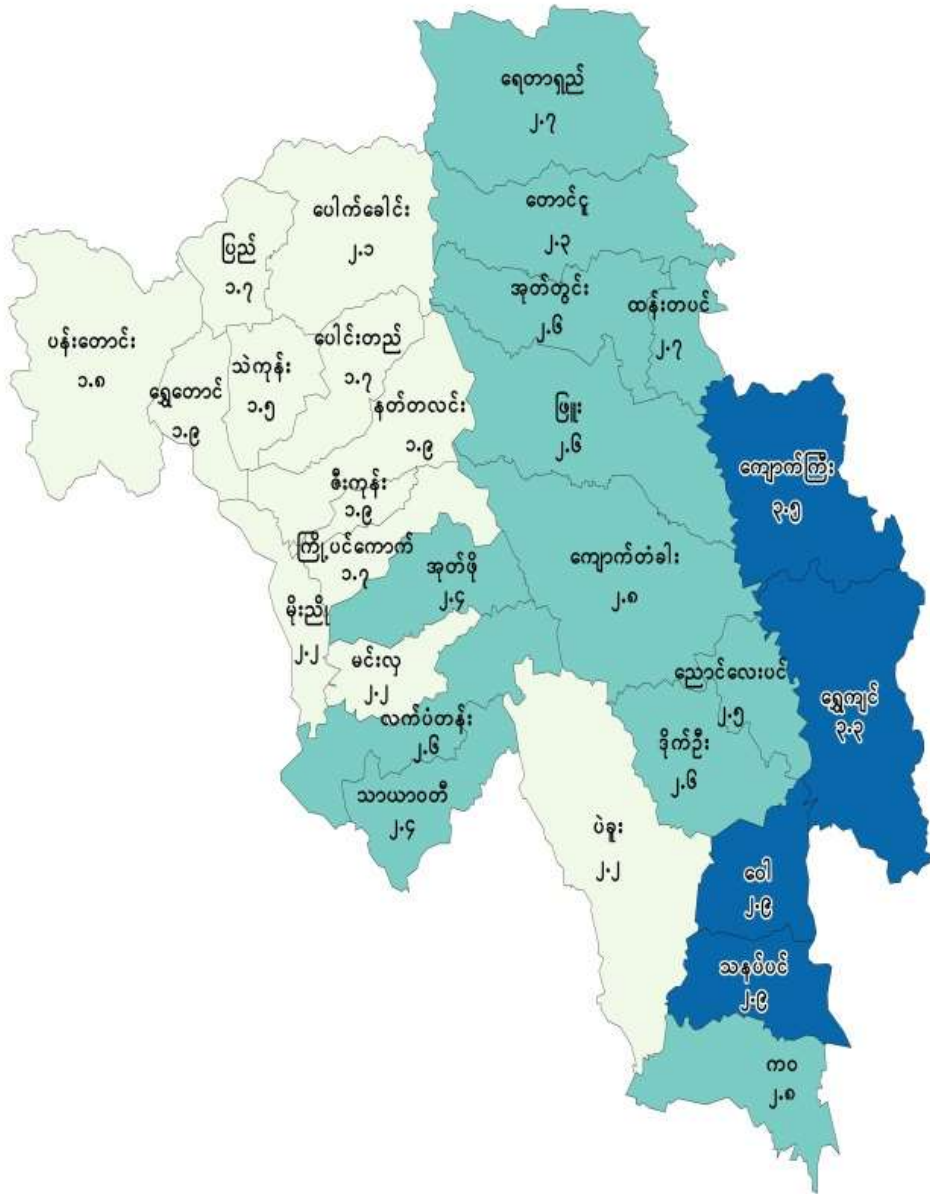 ရေတာရှည်
၂.၇
တောင်ငူ
၂.၃
ပေါက်ခေါင်း
၂.၁
ပြည်
၁.၇
အုတ်တွင်း
၂.၆
ထန်းတပင်
၂.၇
ပန်းတောင်း
၁.၈
ပေါင်းတည်
၁.၇
သဲကုန်း
၁.၅
ရွှေတောင်
၁.၉
နတ်တလင်း
၁.၉
ဖြူး
၂.၆
ကျောက်ကြီး
၃.၅
ဇီးကုန်း
၁.၉
ကြို့ပင်ကောက်
၁.၇
အုတ်ဖို
၂.၄
ကျောက်တံခါး
၂.၈
မိုးညို
၂.၂
မင်းလှ
၂.၂
ညောင်လေးပင်
၂.၅
ရွှေကျင်
၃.၃
လက်ပံတန်း
၂.၆
ဒိုက်ဦး
၂.၆
သာယာဝတီ
၂.၄
ပဲခူး
၂.၂
ဝေါ
၂.၉
သနပ်ပင်
၂.၉
ကဝ
၂.၈